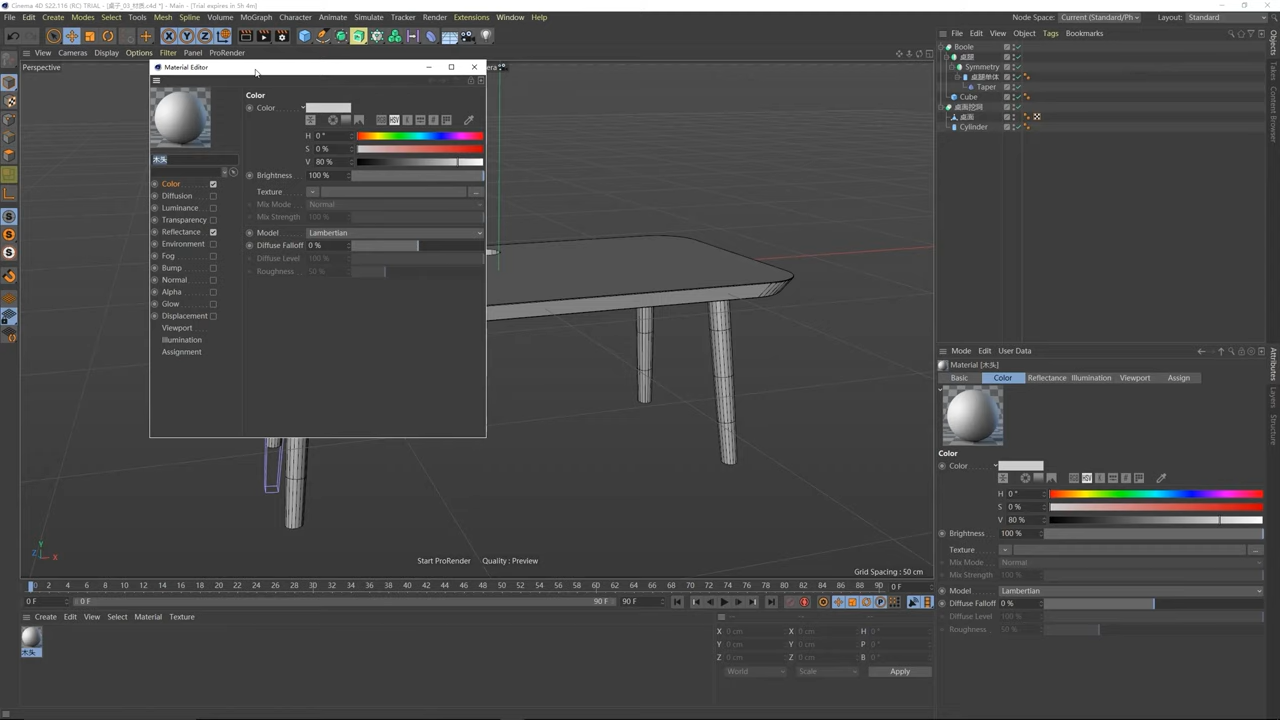 Cinema 4D S22.116 (RC) TRIAL - [桌子_03_材质.c4d *] - Main - [Trial expires in 5h 4m]
File Edit Create Modes Select Tools Mesh Spline Volume MoGraph Character Animate Simulate Tracker Render Extensions Window Help
Node Space: Current (Standard/Ph Layout: Standard
View Cameras Display Options Filter Panel ProRender
File Edit View Object Tags Bookmarks
Perspective
Material Editor
Boole
桌腿
Symmetry
桌腿单体
Taper
Cube
桌面挖洞
桌面
Cylinder
Objects
Takes
Content Browser
Color
Color
H 0 °
S 0 %
V 80 %
Brightness 100 %
Texture
Mix Mode Normal
Mix Strength 100 %
Model Lambertian
Diffuse Falloff 0 %
Diffuse Level 100 %
Roughness 50 %
木头
Color
Diffusion
Luminance
Transparency
Reflectance
Environment
Fog
Bump
Normal
Alpha
Glow
Displacement
Viewport
Illumination
Assignment
Mode Edit User Data
Material [木头]
Basic Color Reflectance Illumination Viewport Assign
Attributes
Layers
Structure
Color
Color
H 0 °
S 0 %
V 80 %
Brightness 100 %
Texture
Mix Mode Normal
Mix Strength 100 %
Model Lambertian
Diffuse Falloff 0 %
Diffuse Level 100 %
Roughness 50 %
Y
Z X
Start ProRender Quality : Preview
Grid Spacing : 50 cm
0 2 4 6 8 10 12 14 16 18 20 22 24 26 28 30 32 34 36 38 40 42 44 46 48 50 52 54 56 58 60 62 64 66 68 70 72 74 76 78 80 82 84 86 88 90 0 F
0 F 0 F 90 F 90 F
Create Edit View Select Material Texture
木头
X 0 cm X 0 cm H 0 °
Y 0 cm Y 0 cm P 0 °
Z 0 cm Z 0 cm B 0 °
World Scale Apply